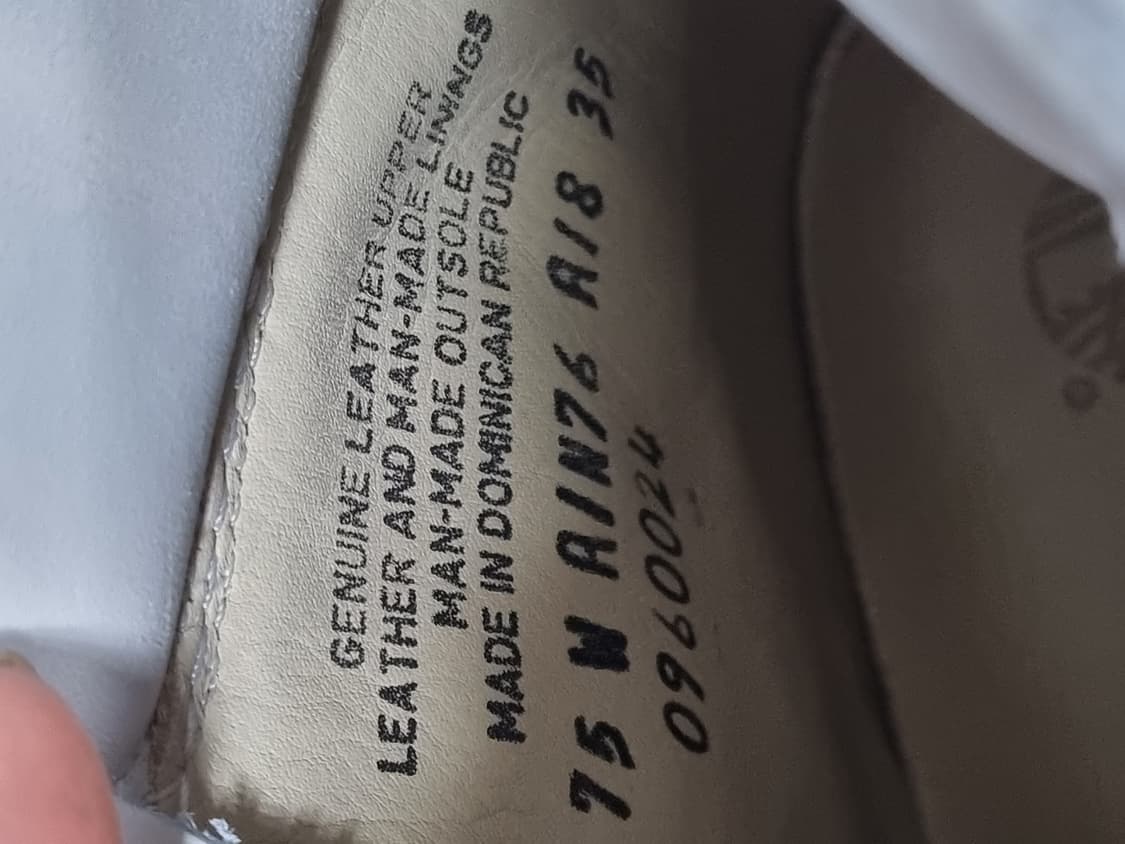 GENUINE LEATHER UPPER
LEATHER AND MAN-MADE LININGS
MAN-MADE OUTSOLE
MADE IN DOMINICAN REPUBLIC
75 W A1N76 A18 35
0960024
®